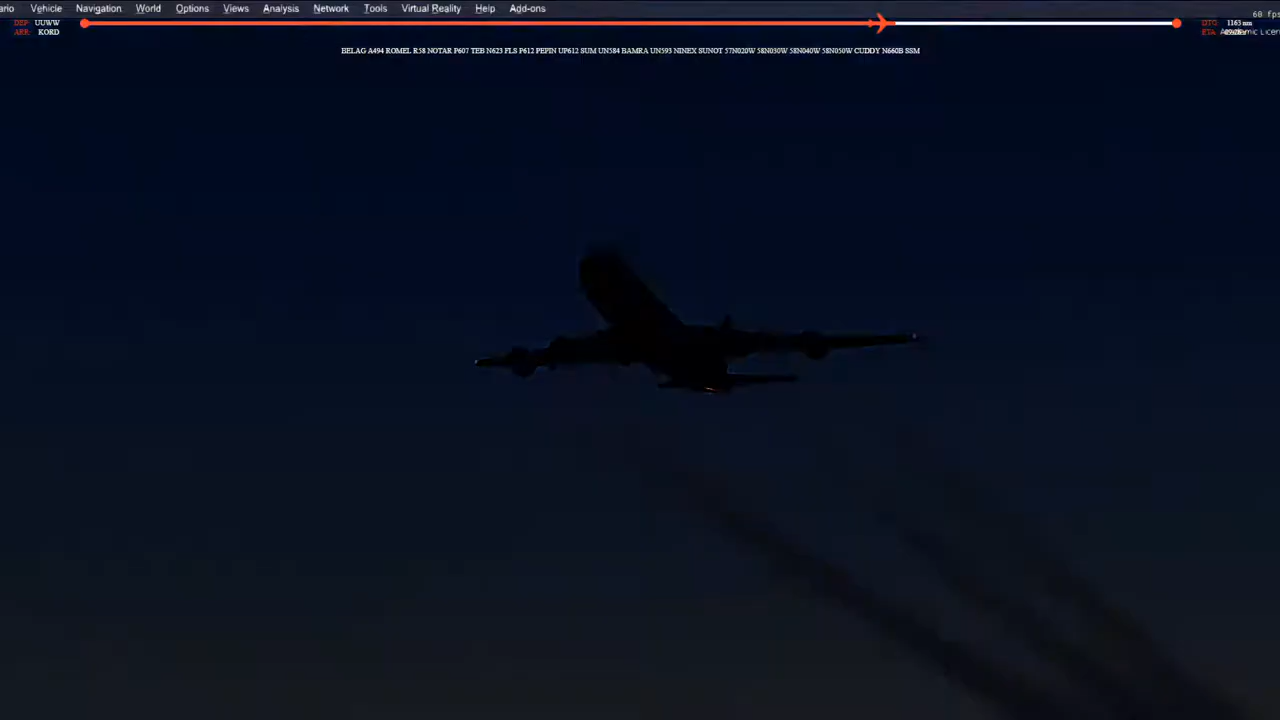 ario Vehicle Navigation World Options Views Analysis Network Tools Virtual Reality Help Add-ons
60 fps
DEP: UUWW
ARR: KORD
DTG 1163 nm
ETA
BELAG A494 ROMEL R58 NOTAR P607 TEB N623 FLS P612 PEFIN UP612 SUM UN584 BAMRA UN593 NINEX SUNOT 57N020W 58N030W 58N040W 58N050W CUDDY N660B SSM